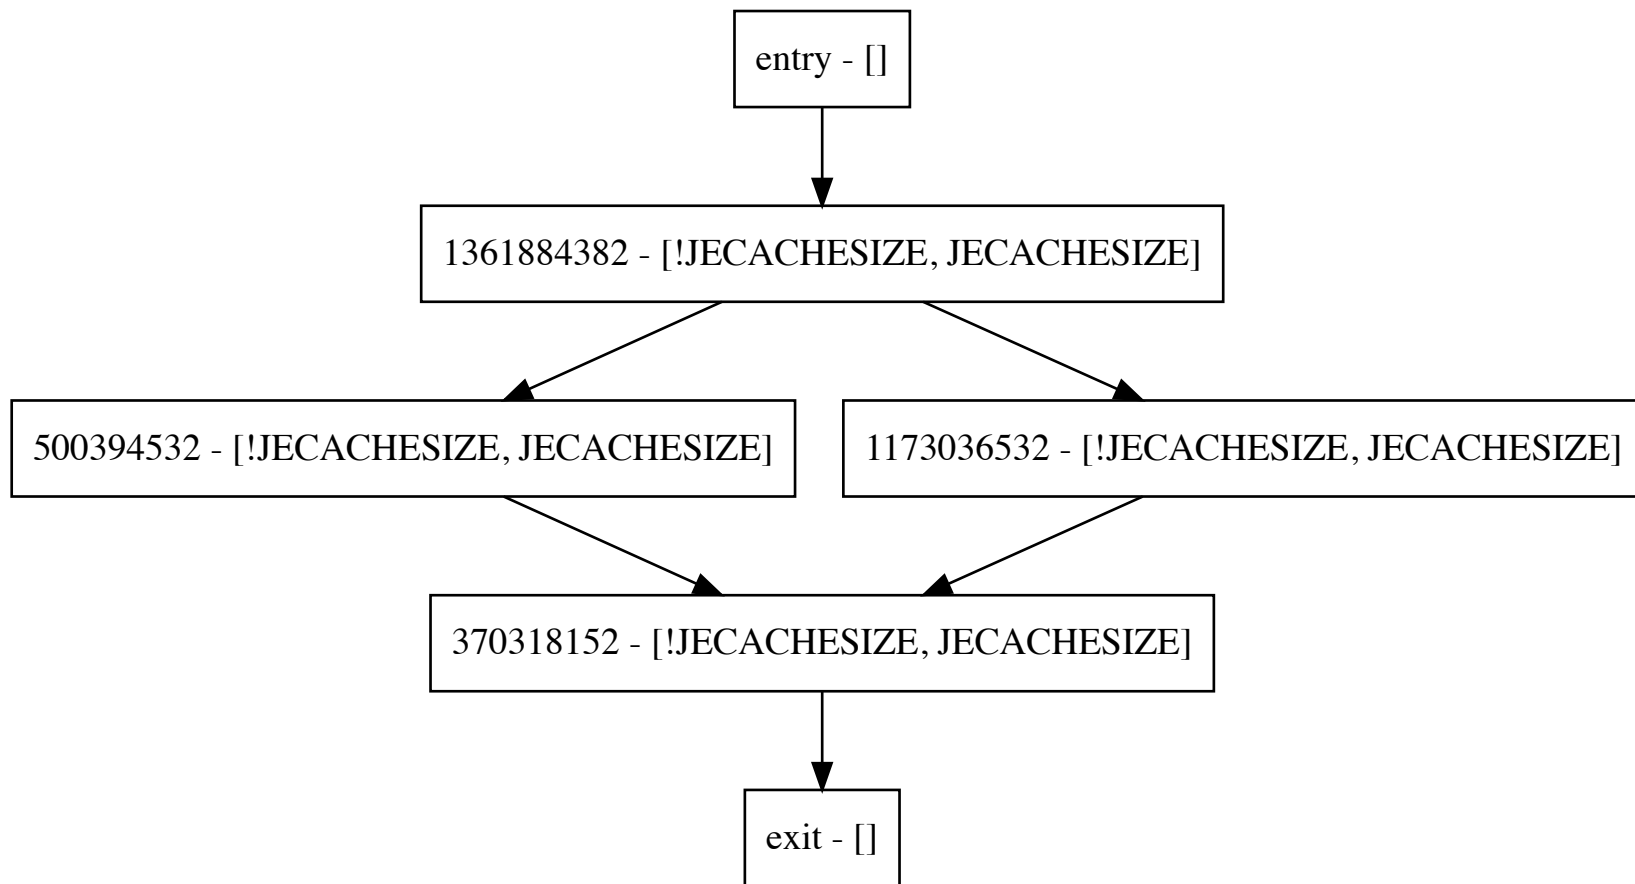 entry - []
1361884382 - [!JECACHESIZE, JECACHESIZE]
500394532 - [!JECACHESIZE, JECACHESIZE]
1173036532 - [!JECACHESIZE, JECACHESIZE]
370318152 - [!JECACHESIZE, JECACHESIZE]
exit - []